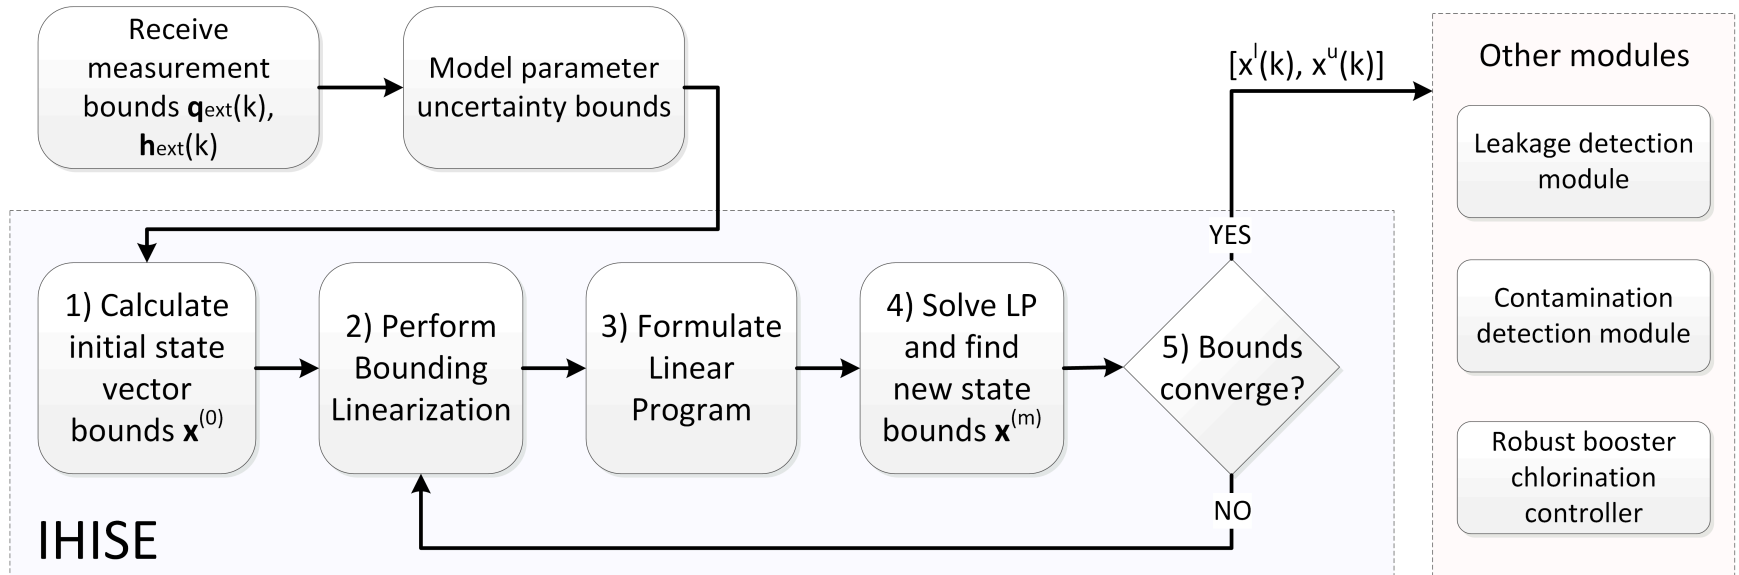 Receive
measurement
bounds qext(k),
hext(k)
Model parameter
uncertainty bounds
[xl(k), xu(k)]
Other modules
Leakage detection
module
Contamination
detection module
Robust booster
chlorination
controller
YES
1) Calculate
initial state
vector
bounds x(0)
2) Perform
Bounding
Linearization
3) Formulate
Linear
Program
4) Solve LP
and find
new state
bounds x(m)
5) Bounds
converge?
NO
IHISE